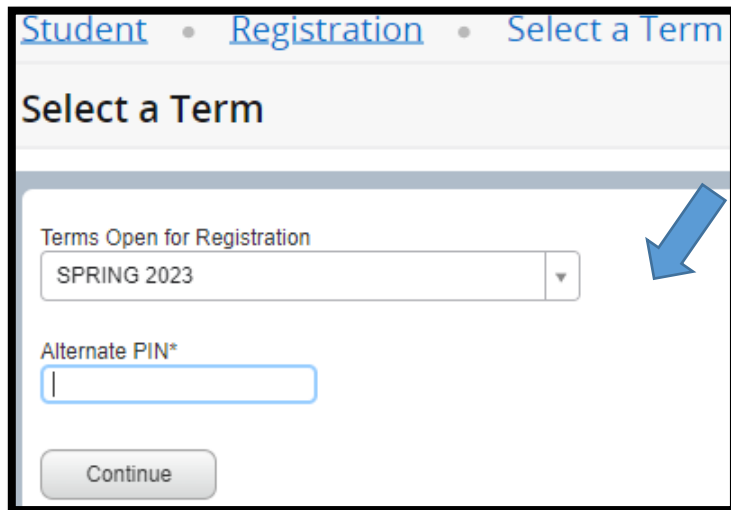 Student • Registration • Select a Term
Select a Term
Terms Open for Registration
SPRING 2023
Alternate PIN*
Continue